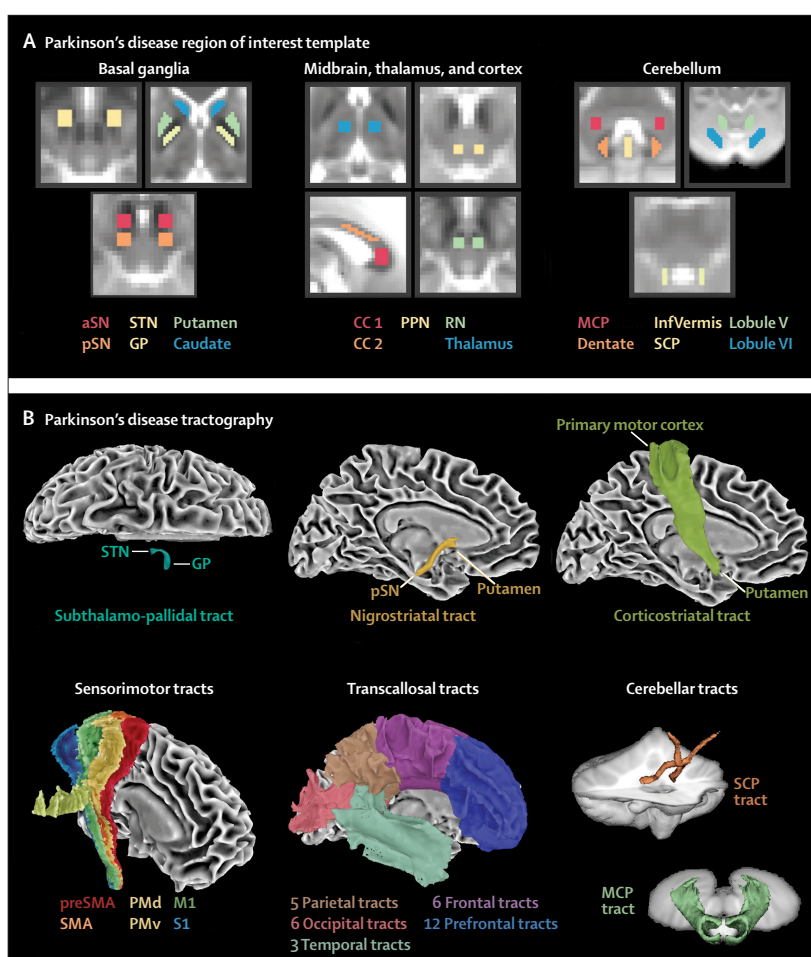 A Parkinson's disease region of interest template
Basal ganglia
Midbrain, thalamus, and cortex
Cerebellum
aSN STN Putamen
pSN GP Caudate
CC 1 PPN RN
CC 2 Thalamus
MCP InfVermis Lobule V
Dentate SCP Lobule VI
B Parkinson's disease tractography
Primary motor cortex
STN
GP
pSN
Putamen
Putamen
Subthalamo-pallidal tract
Nigrostriatal tract
Corticostriatal tract
Sensorimotor tracts
Transcallosal tracts
Cerebellar tracts
SCP
tract
MCP
tract
preSMA PMd M1
SMA PMv S1
5 Parietal tracts 6 Frontal tracts
6 Occipital tracts 12 Prefrontal tracts
3 Temporal tracts